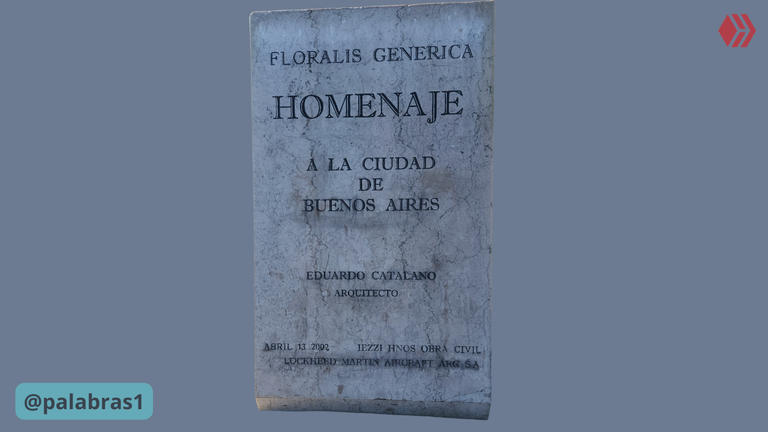 FLORALIS GENERICA
HOMENAJE
A LA CIUDAD
DE
BUENOS AIRES
EDUARDO CATALANO
ARQUITECTO
ABRIL 13 2002 IEZZI HNOS OBRA CIVIL
LOCKHEED MARTIN AIRCRAFT ARG S.A
@palabras1